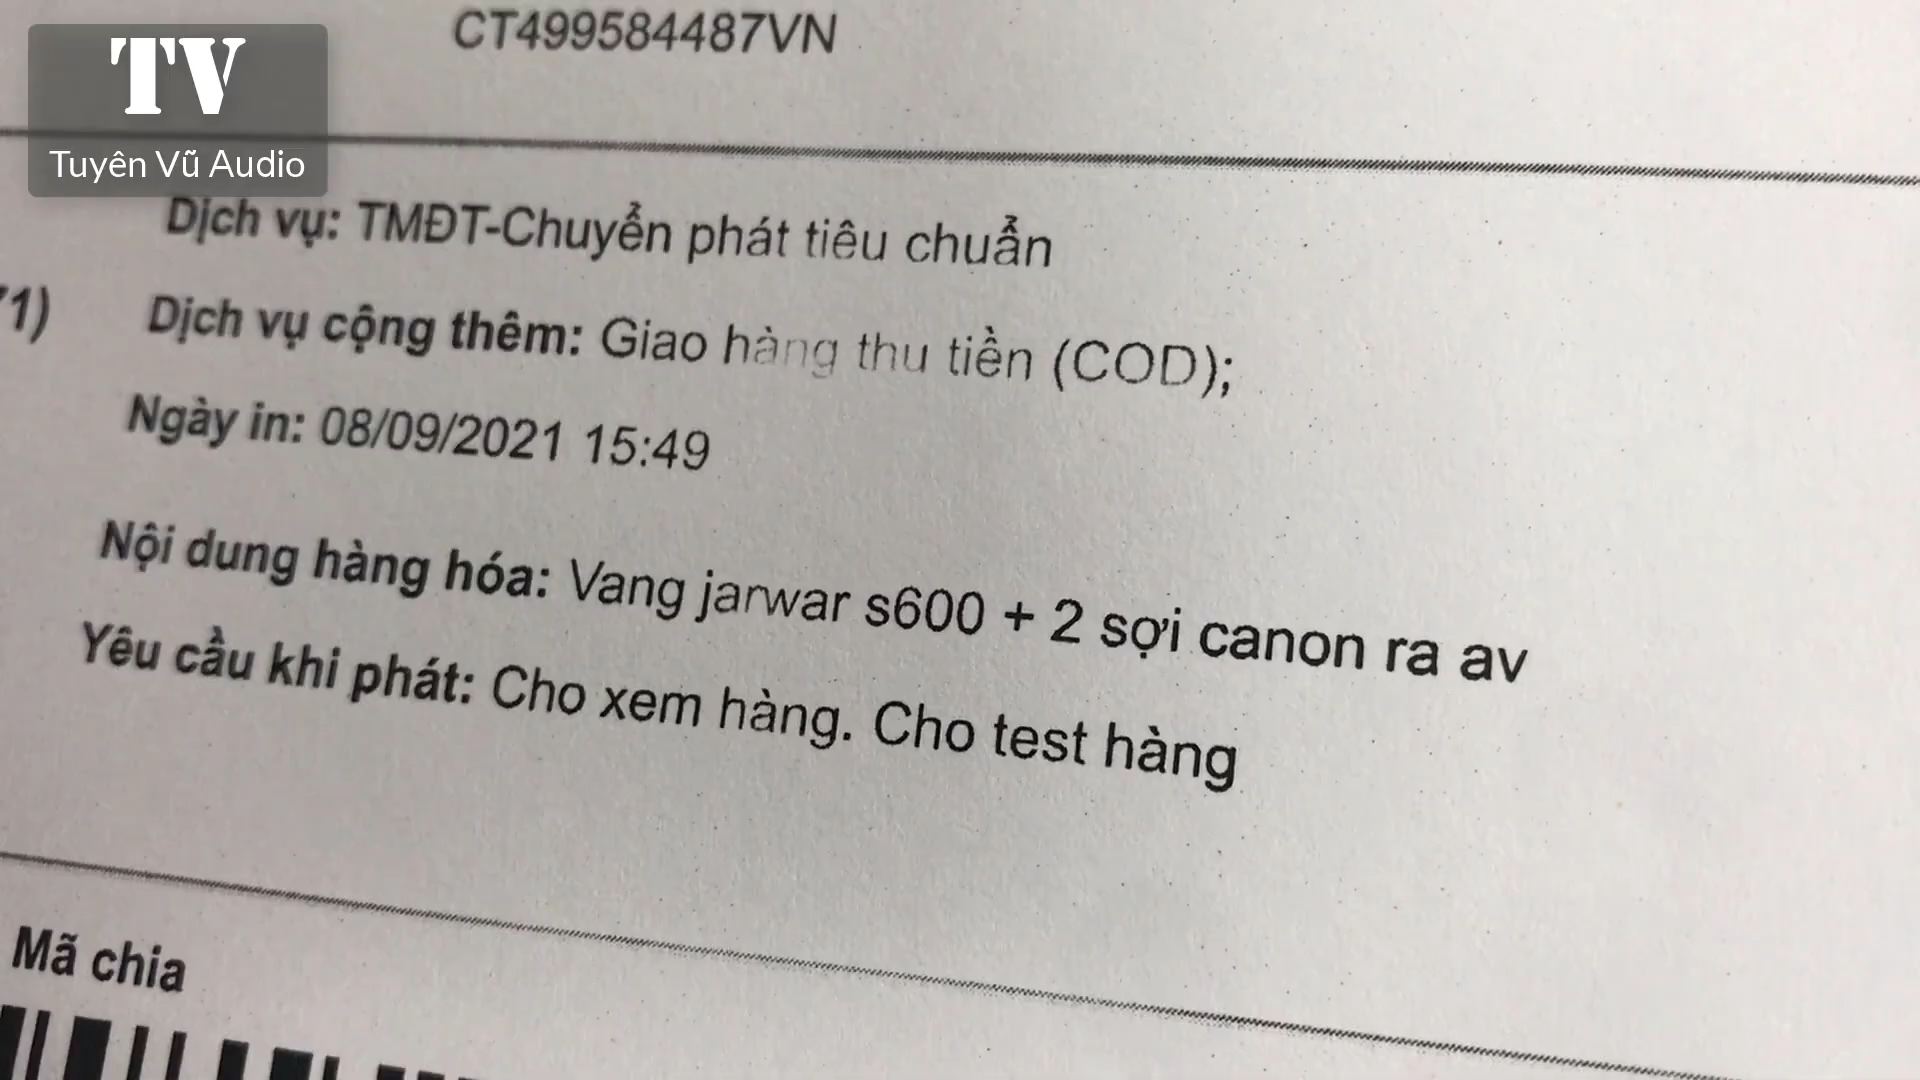 CT499584487VN
TV
Tuyên Vũ Audio
Dịch vụ: TMĐT-Chuyển phát tiêu chuẩn
1)
Dịch vụ cộng thêm: Giao hàng thu tiền (COD);
Ngày in: 08/09/2021 15:49
Nội dung hàng hóa: Vang jarwar s600 + 2 sợi canon ra av
Yêu cầu khi phát: Cho xem hàng. Cho test hàng
Mã chia